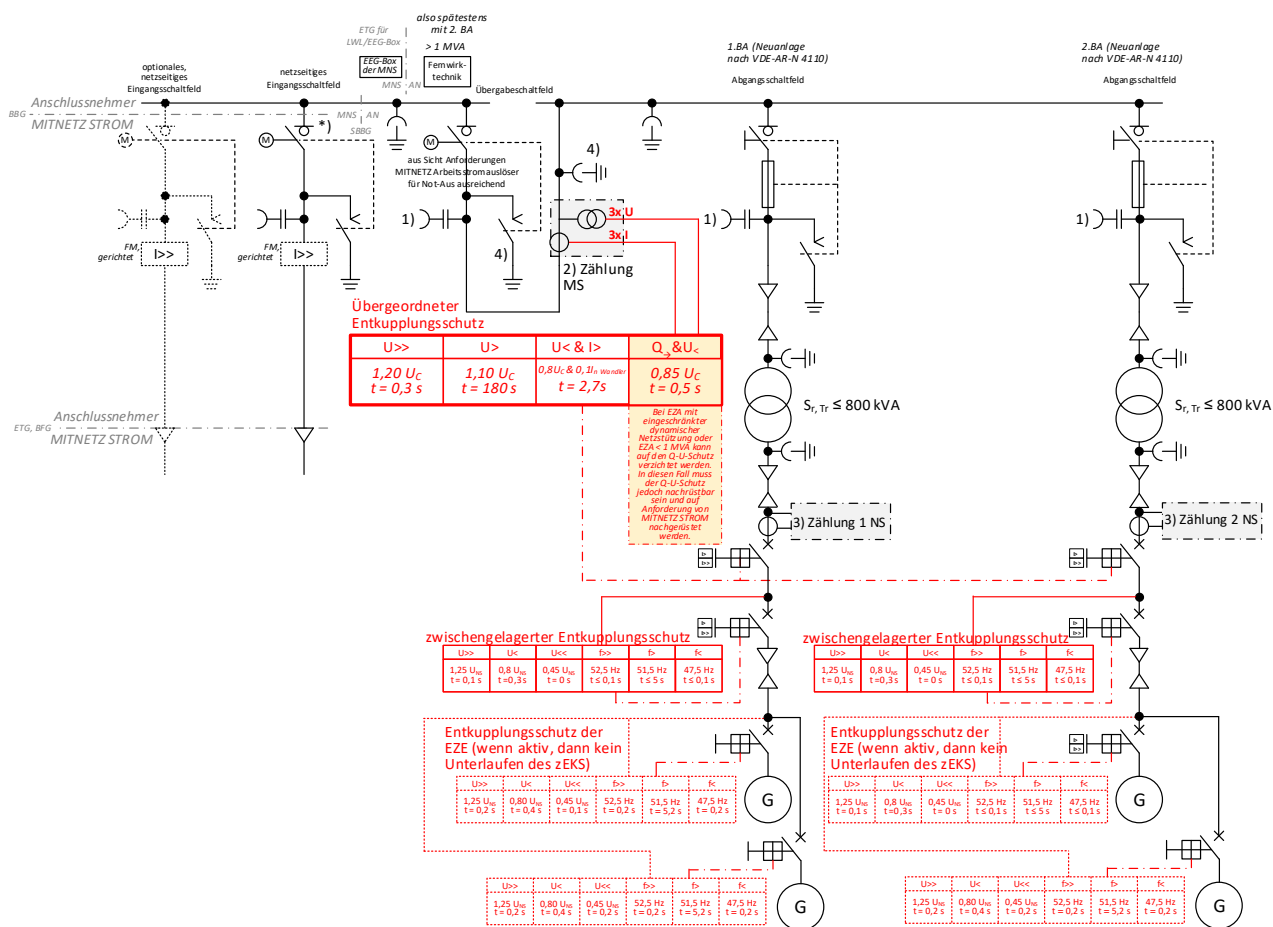 also spätestens
mit 2. BA
> 1 MVA
ETG für
LWL/EEG-Box
EEG-Box
der MNS
Fernwirk-
technik
MNS
AN
optionales,
netzseitiges
Eingangsschaltfeld
netzseitiges
Eingangsschaltfeld
Übergabeschaltfeld
1.BA (Neuanlage
nach VDE-AR-N 4110)
Abgangsschaltfeld
2.BA (Neuanlage
nach VDE-AR-N 4110)
Abgangsschaltfeld
Anschlussnehmer
BBG
MITNETZ STROM
MNS
AN
SBBG
*)
M
M
M
aus Sicht Anforderungen
MITNETZ Arbeitsstromauslöser
für Not-Aus ausreichend
4)
1)
4)
3x U
3x I
2) Zählung
MS
1)
1)
FM,
gerichtet
I>>
FM,
gerichtet
I>>
Übergeordneter
Entkupplungsschutz
U>>
U>
U< & I>
Q→&U<
1,20 UC
t = 0,3 s
1,10 UC
t = 180 s
0,8UC & 0,1In Wandler
t = 2,7s
0,85 UC
t = 0,5 s
Bei EZA mit
eingeschränkter
dynamischer
Netzstützung oder
EZA < 1 MVA kann
auf den Q-U-Schutz
verzichtet werden.
In diesen Fall muss
der Q-U-Schutz
jedoch nachrüstbar
sein und auf
Anforderung von
MITNETZ STROM
nachgerüstet
werden.
Sr, Tr ≤ 800 kVA
Sr, Tr ≤ 800 kVA
Anschlussnehmer
ETG, BFG
MITNETZ STROM
3) Zählung 1 NS
3) Zählung 2 NS
zwischengelagerter Entkupplungsschutz
U>> U< U<< f>> f> f<
1,25 UNS 0,8 UNS 0,45 UNS 52,5 Hz 51,5 Hz 47,5 Hz
t = 0,1 s t =0,3s t = 0 s t ≤ 0,1s t ≤ 5 s t ≤ 0,1s
zwischengelagerter Entkupplungsschutz
U>> U< U<< f>> f> f<
1,25 UNS 0,8 UNS 0,45 UNS 52,5 Hz 51,5 Hz 47,5 Hz
t = 0,1 s t =0,3s t = 0 s t ≤ 0,1s t ≤ 5 s t ≤ 0,1s
Entkupplungsschutz der
EZE (wenn aktiv, dann kein
Unterlaufen des zEKS)
U>> U< U<< f>> f> f<
1,25 UNS 0,80 UNS 0,45 UNS 52,5 Hz 51,5 Hz 47,5 Hz
t = 0,2 s t = 0,4 s t = 0,1 s t = 0,2 s t = 5,2 s t = 0,2 s
G
Entkupplungsschutz der
EZE (wenn aktiv, dann kein
Unterlaufen des zEKS)
U>> U< U<< f>> f> f<
1,25 UNS 0,8 UNS 0,45 UNS 52,5 Hz 51,5 Hz 47,5 Hz
t = 0,1 s t =0,3s t = 0 s t ≤ 0,1s t ≤ 5 s t ≤ 0,1s
G
U>> U< U<< f>> f> f<
1,25 UNS 0,80 UNS 0,45 UNS 52,5 Hz 51,5 Hz 47,5 Hz
t = 0,2 s t = 0,4 s t = 0,2 s t = 0,2 s t = 5,2 s t = 0,2 s
G
U>> U< U<< f>> f> f<
1,25 UNS 0,80 UNS 0,45 UNS 52,5 Hz 51,5 Hz 47,5 Hz
t = 0,2 s t = 0,4 s t = 0,2 s t = 0,2 s t = 5,2 s t = 0,2 s
G